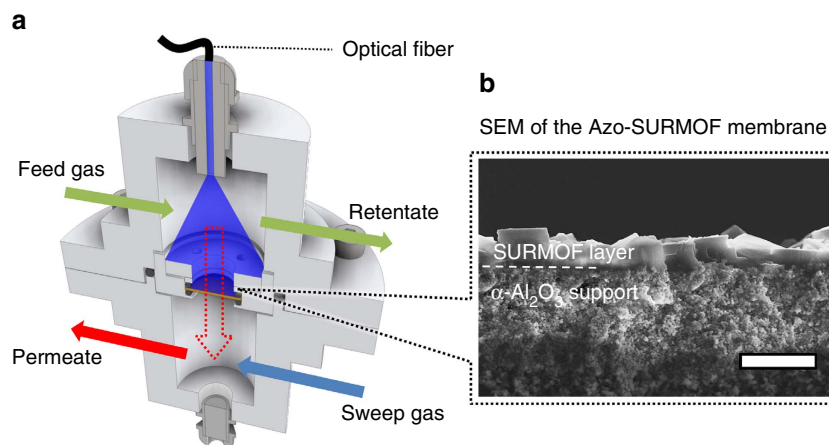 a
Optical fiber
b
SEM of the Azo-SURMOF membrane
Feed gas
Retentate
SURMOF layer
α-Al₂O₃ support
Permeate
Sweep gas